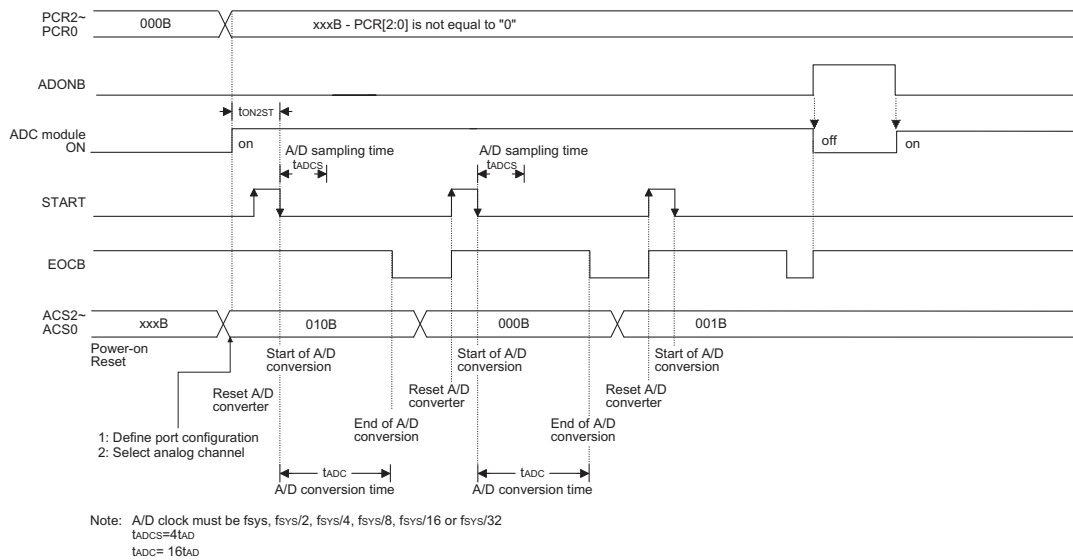 PCR2~
PCR0
000B
xxxB - PCR[2:0] is not equal to "0"
ADONB
tON2ST
ADC module
ON
on
off
on
A/D sampling time
tADCS
A/D sampling time
tADCS
START
EOCB
ACS2~
ACS0
xxxB
010B
000B
001B
Power-on
Reset
Start of A/D
conversion
Start of A/D
conversion
Start of A/D
conversion
Reset A/D
converter
Reset A/D
converter
Reset A/D
converter
End of A/D
conversion
End of A/D
conversion
1: Define port configuration
2: Select analog channel
tADC
A/D conversion time
tADC
A/D conversion time
Note: A/D clock must be fsys, fSYS/2, fSYS/4, fSYS/8, fSYS/16 or fSYS/32
tADCS=4tAD
tADC= 16tAD